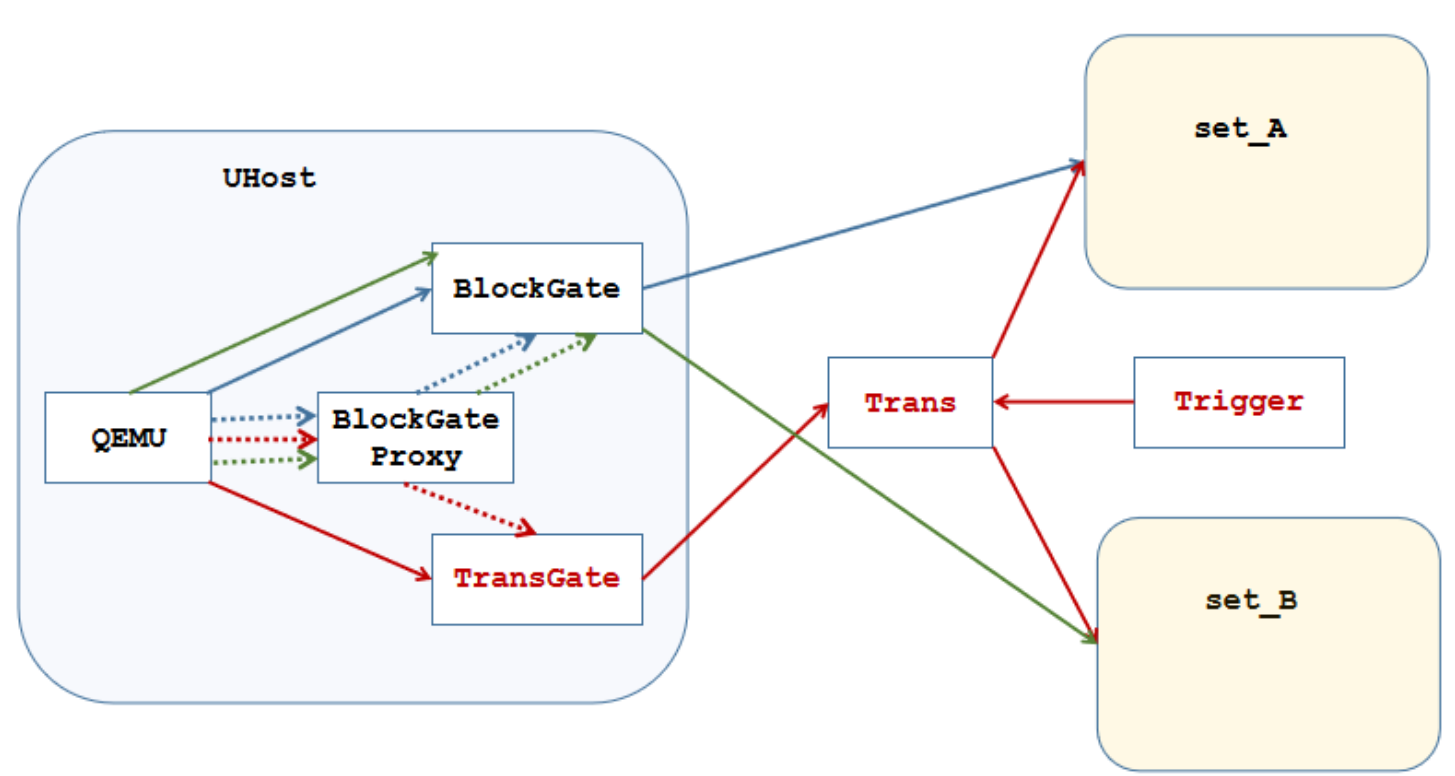 set_A
UHost
BlockGate
Trans
Trigger
QEMU
BlockGate
Proxy
TransGate
set_B